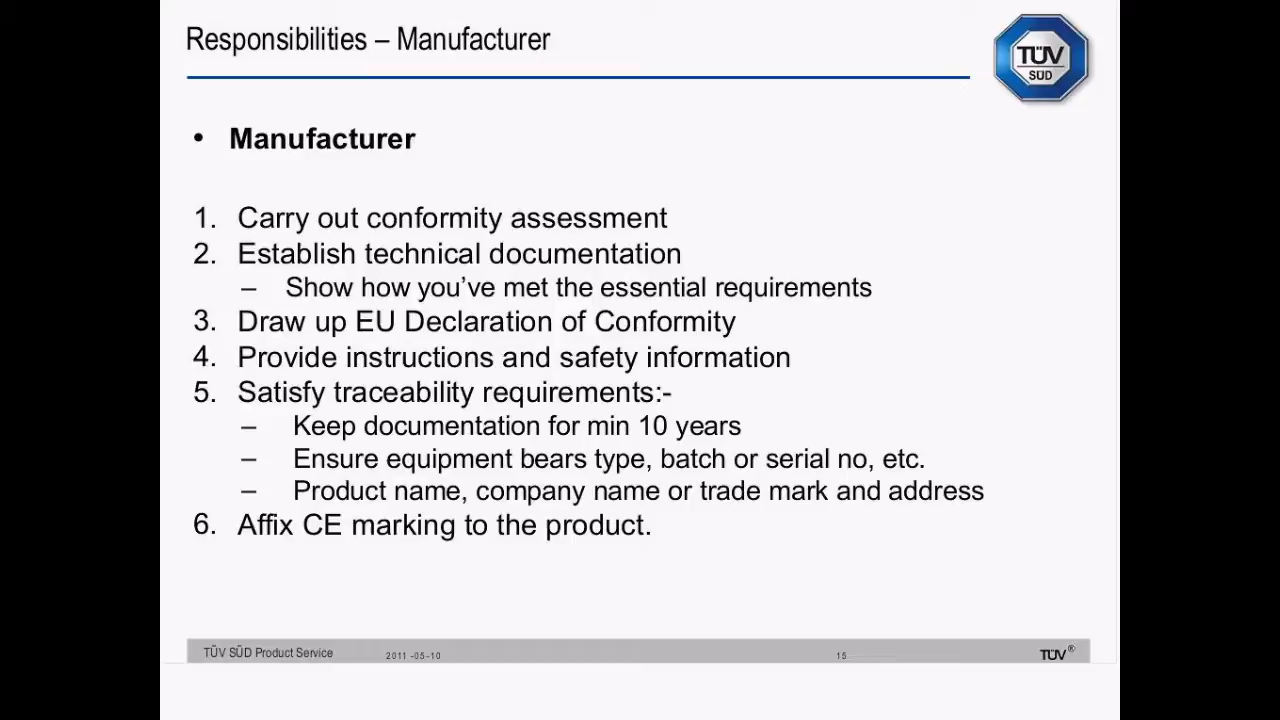 Responsibilities – Manufacturer
TÜV
SÜD
• Manufacturer
1. Carry out conformity assessment
2. Establish technical documentation
– Show how you’ve met the essential requirements
3. Draw up EU Declaration of Conformity
4. Provide instructions and safety information
5. Satisfy traceability requirements:-
– Keep documentation for min 10 years
– Ensure equipment bears type, batch or serial no, etc.
– Product name, company name or trade mark and address
6. Affix CE marking to the product.
TÜV SÜD Product Service 2011 -05-10 15 TÜV®